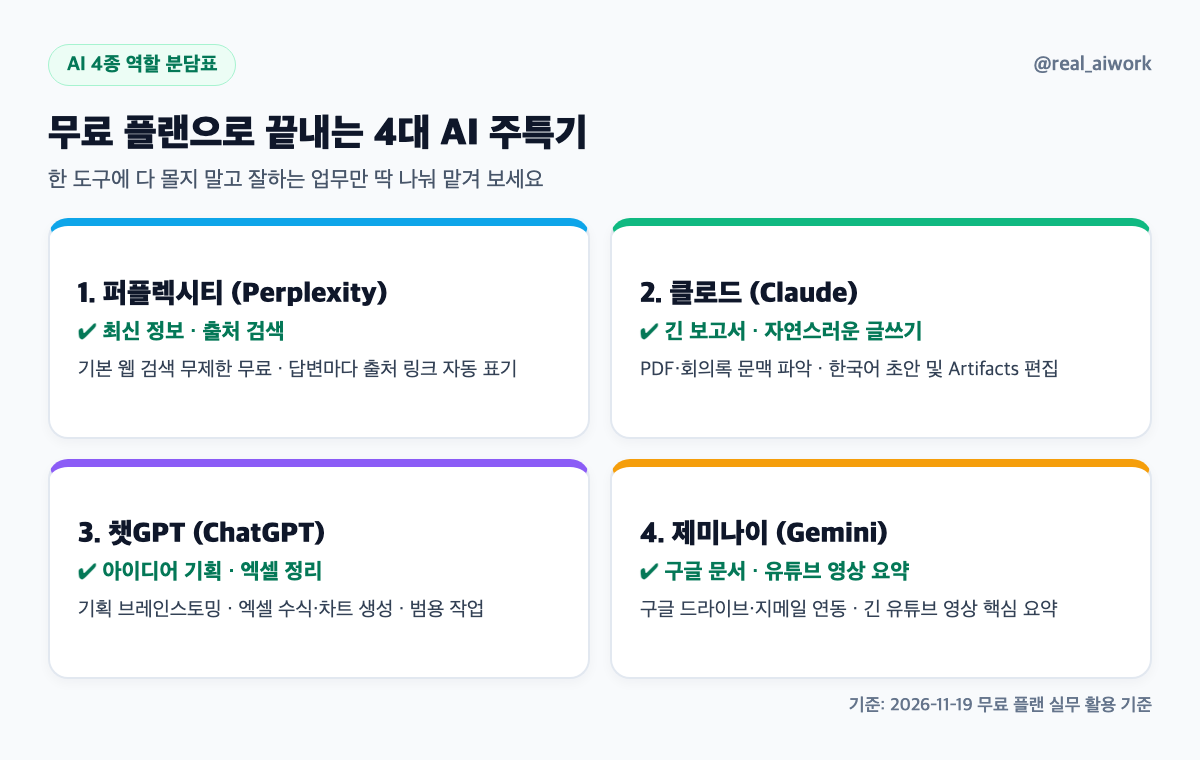 AI 4종 역할 분담표
@real_aiwork
무료 플랜으로 끝내는 4대 AI 주특기
한 도구에 다 몰지 말고 잘하는 업무만 딱 나눠 맡겨 보세요
1. 퍼플렉시티 (Perplexity)
✔ 최신 정보 · 출처 검색
기본 웹 검색 무제한 무료 · 답변마다 출처 링크 자동 표기
2. 클로드 (Claude)
✔ 긴 보고서 · 자연스러운 글쓰기
PDF·회의록 문맥 파악 · 한국어 초안 및 Artifacts 편집
3. 챗GPT (ChatGPT)
✔ 아이디어 기획 · 엑셀 정리
기획 브레인스토밍 · 엑셀 수식·차트 생성 · 범용 작업
4. 제미나이 (Gemini)
✔ 구글 문서 · 유튜브 영상 요약
구글 드라이브·지메일 연동 · 긴 유튜브 영상 핵심 요약
기준: 2026-11-19 무료 플랜 실무 활용 기준